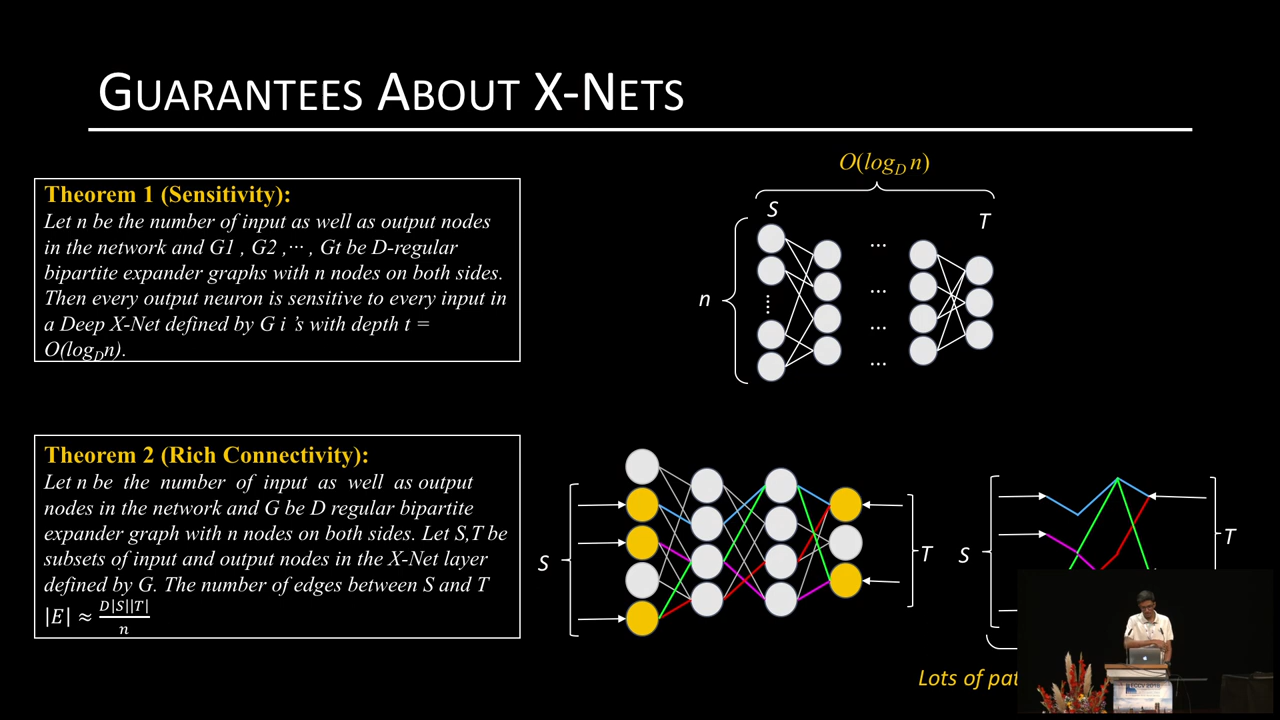 GUARANTEES ABOUT X-NETS
Theorem 1 (Sensitivity):
Let n be the number of input as well as output nodes
in the network and G1 , G2 ,··· , Gt be D-regular
bipartite expander graphs with n nodes on both sides.
Then every output neuron is sensitive to every input in
a Deep X-Net defined by G i ’s with depth t =
O(log_D n).
O(log_D n)
S
T
n
...
...
...
...
Theorem 2 (Rich Connectivity):
Let n be the number of input as well as output
nodes in the network and G be D regular bipartite
expander graph with n nodes on both sides. Let S,T be
subsets of input and output nodes in the X-Net layer
defined by G. The number of edges between S and T
|E| ≈ D|S||T| / n
S
T
S
T
Lots of
ECCV 2018